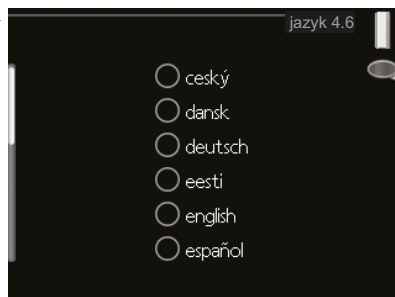 jazyk 4.6
ceský
dansk
deutsch
eesti
english
español